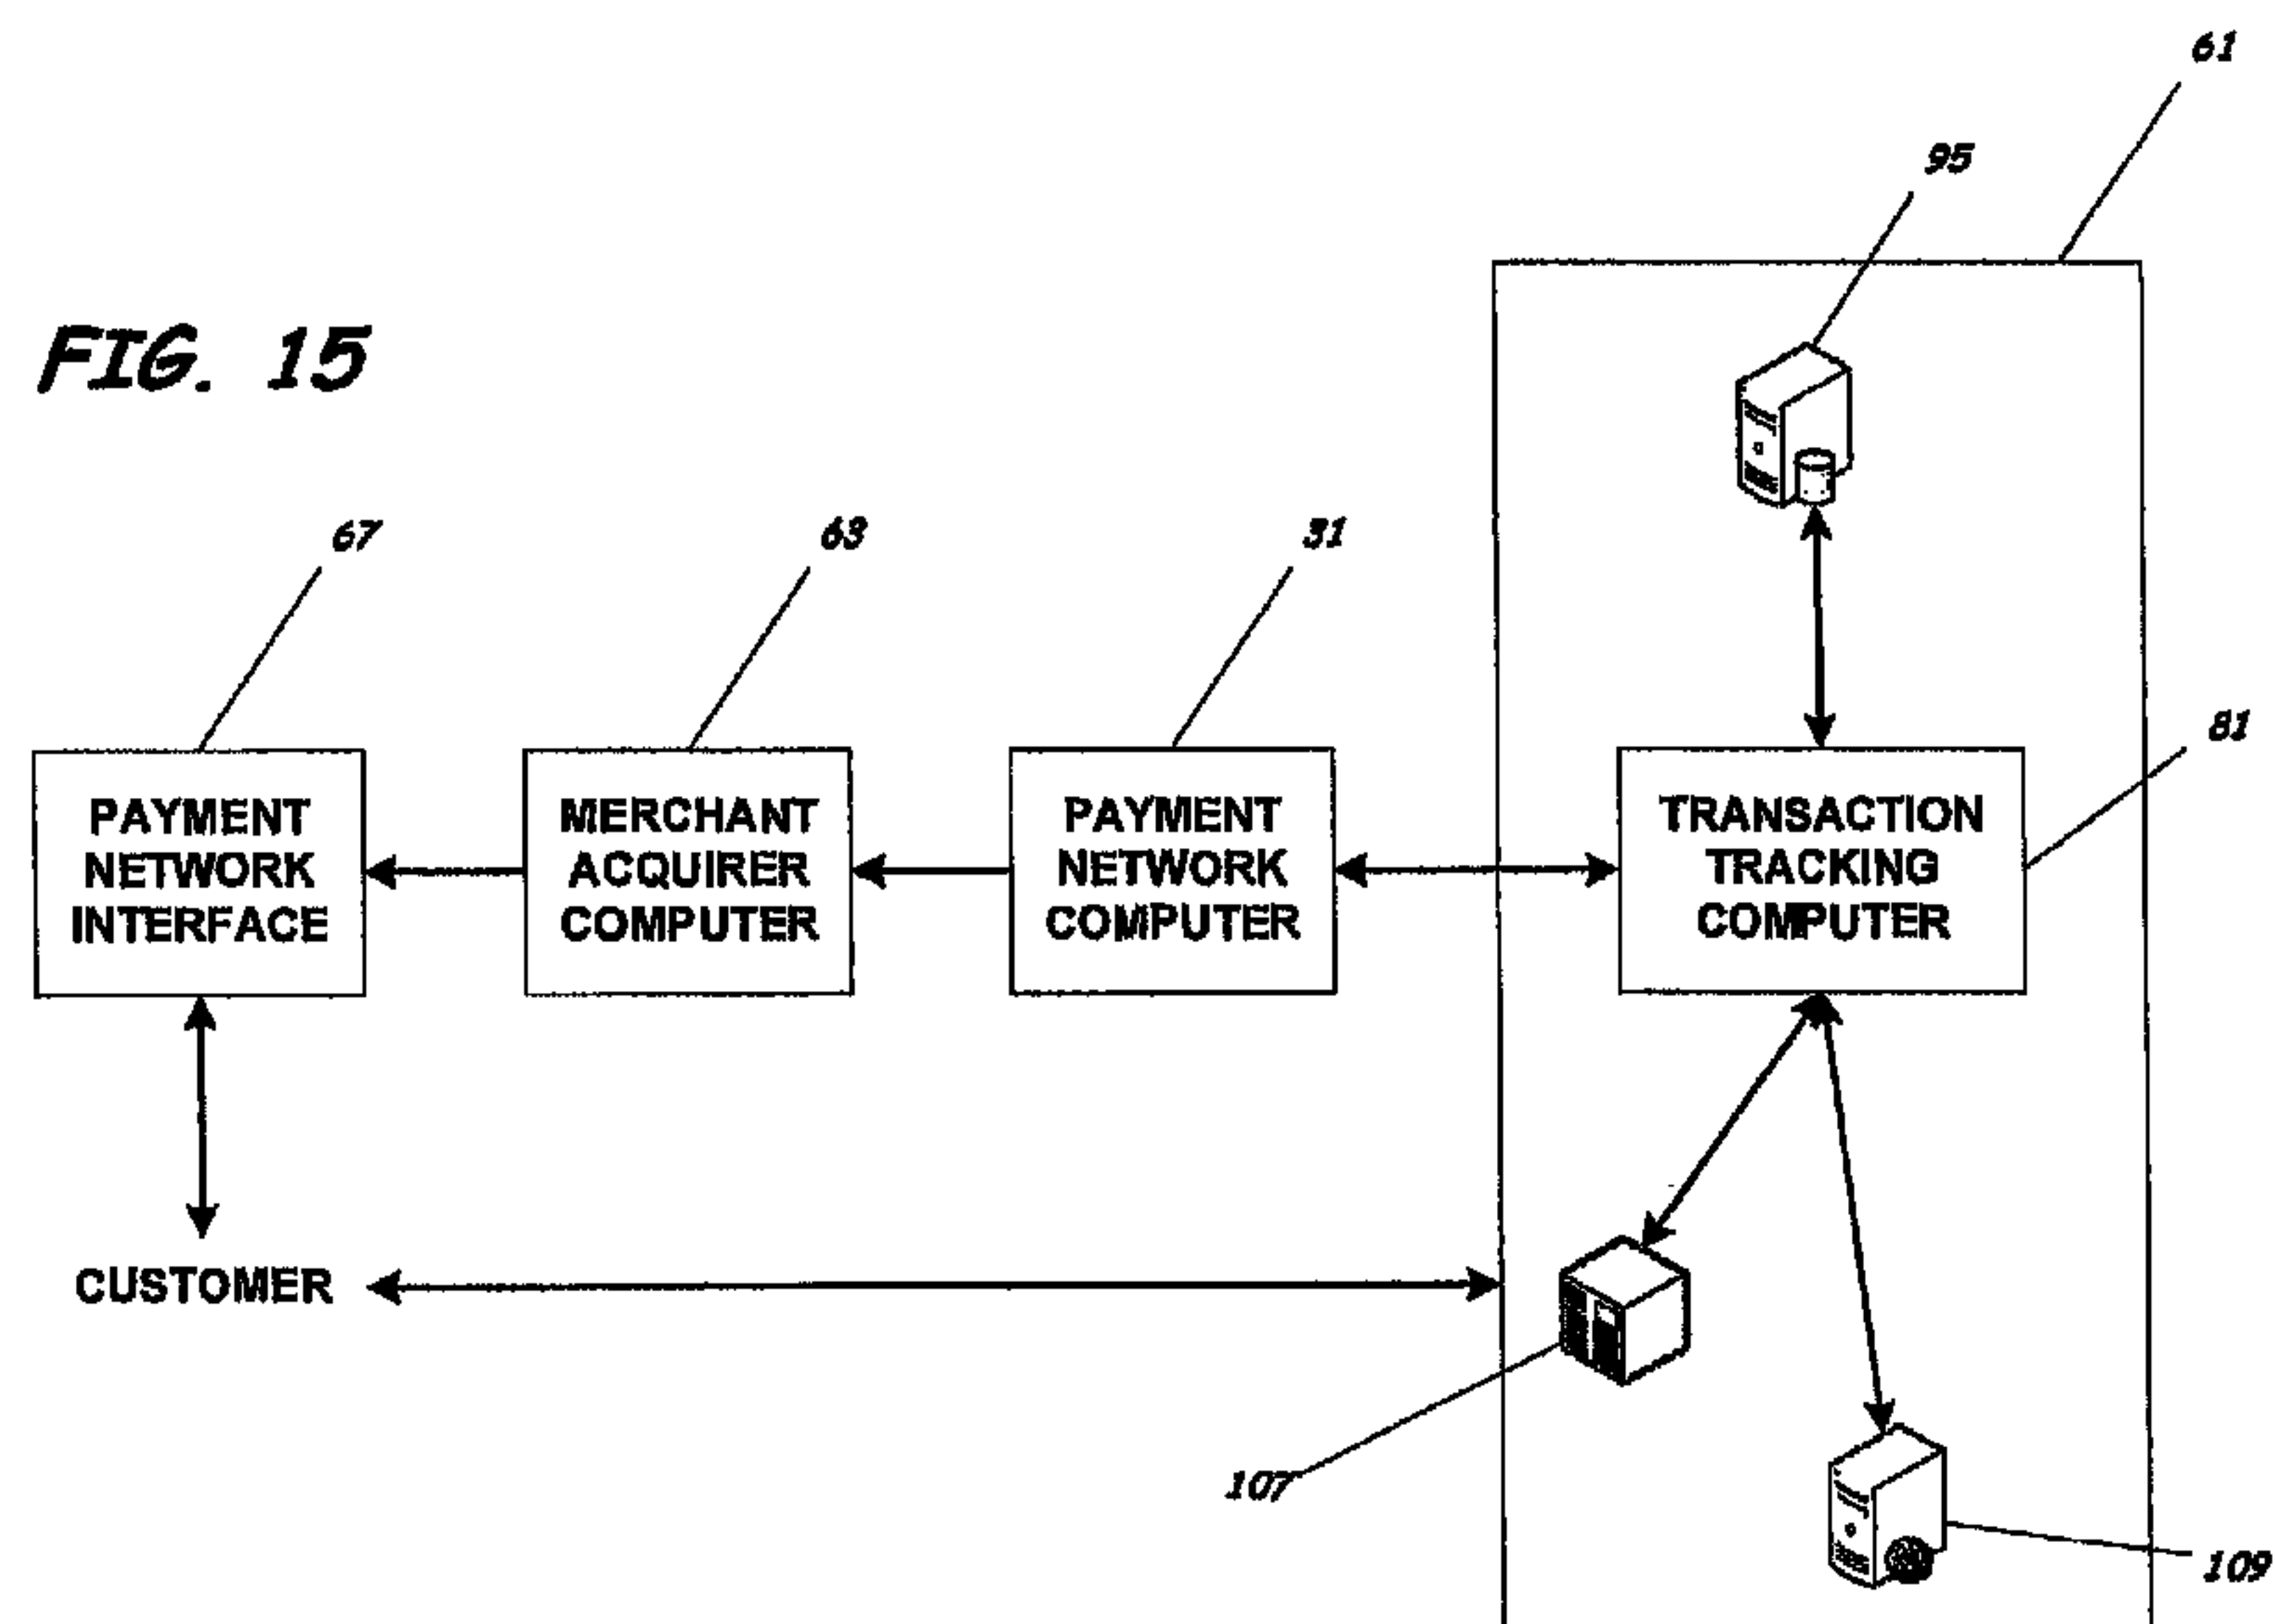 61
95
FIG. 15
67
63
31
81
PAYMENT
NETWORK
INTERFACE
MERCHANT
ACQUIRER
COMPUTER
PAYMENT
NETWORK
COMPUTER
TRANSACTION
TRACKING
COMPUTER
CUSTOMER
107
109